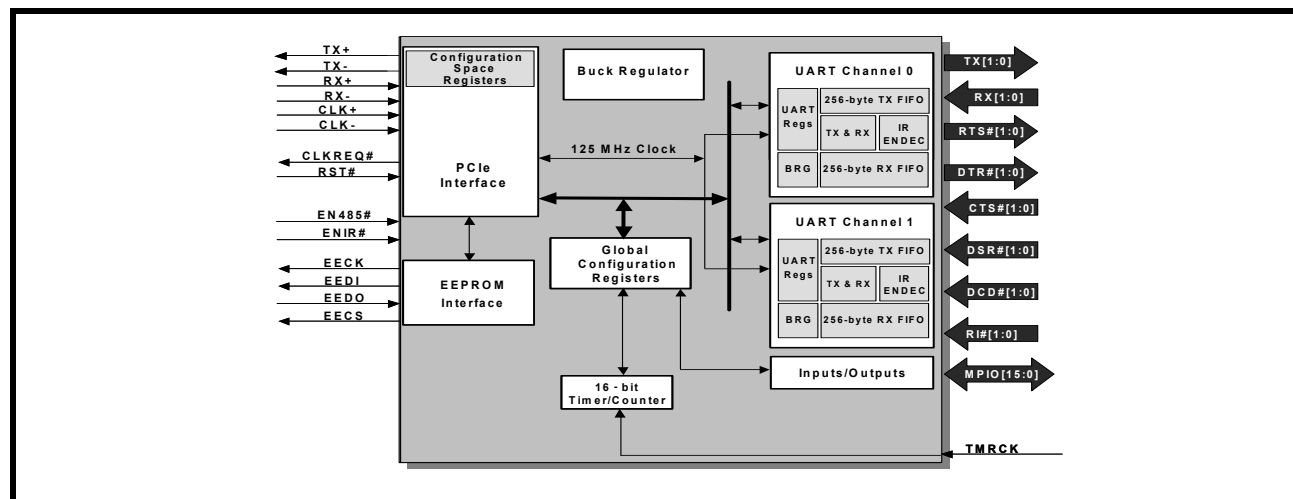 TX+
TX-
RX+
RX-
CLK+
CLK-
CLKREQ#
RST#
EN485#
ENIR#
EECK
EEDI
EEDO
EECS
Configuration
Space
Registers
PCIe
Interface
EEPROM
Interface
Buck Regulator
125 MHz Clock
Global
Configuration
Registers
16 - bit
Timer/Counter
UART Channel 0
UART
Regs
256-byte TX FIFO
TX & RX
IR
ENDEC
BRG
256-byte RX FIFO
UART Channel 1
UART
Regs
256-byte TX FIFO
TX & RX
IR
ENDEC
BRG
256-byte RX FIFO
Inputs/Outputs
TX[1:0]
RX[1:0]
RTS#[1:0]
DTR#[1:0]
CTS#[1:0]
DSR#[1:0]
DCD#[1:0]
RI#[1:0]
MPIO[15:0]
TMRCK